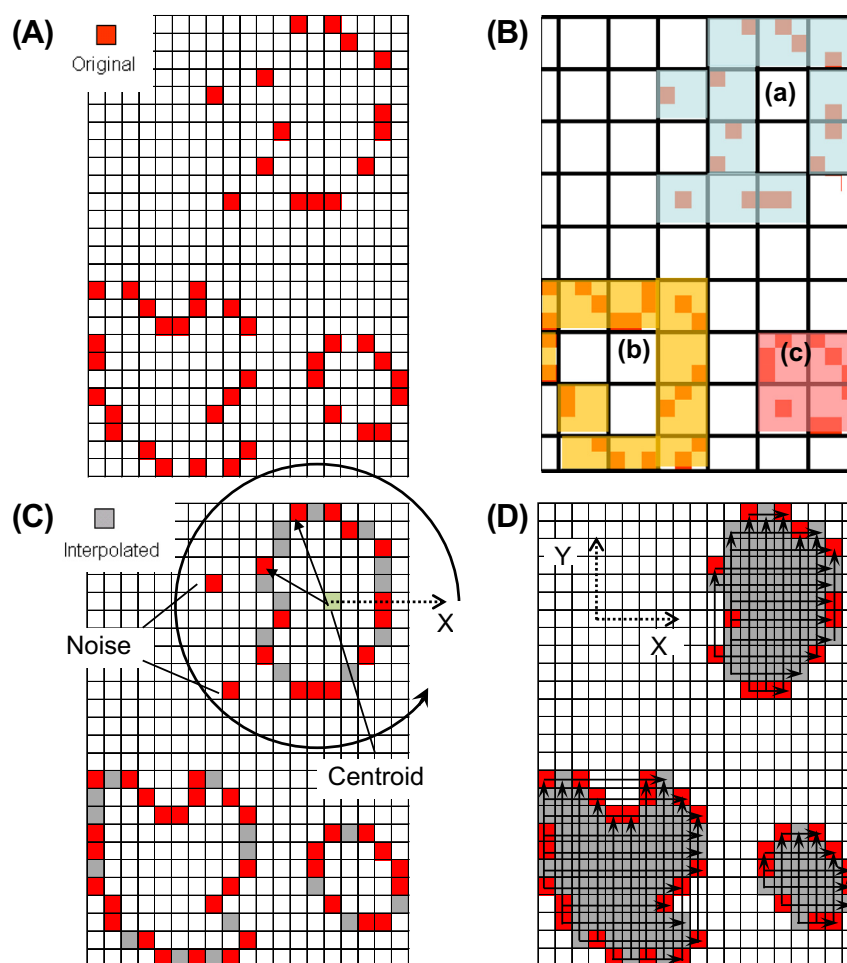 (A)
Original
(B)
(a)
(b)
(c)
(C)
Interpolated
X
Noise
Centroid
(D)
Y
X